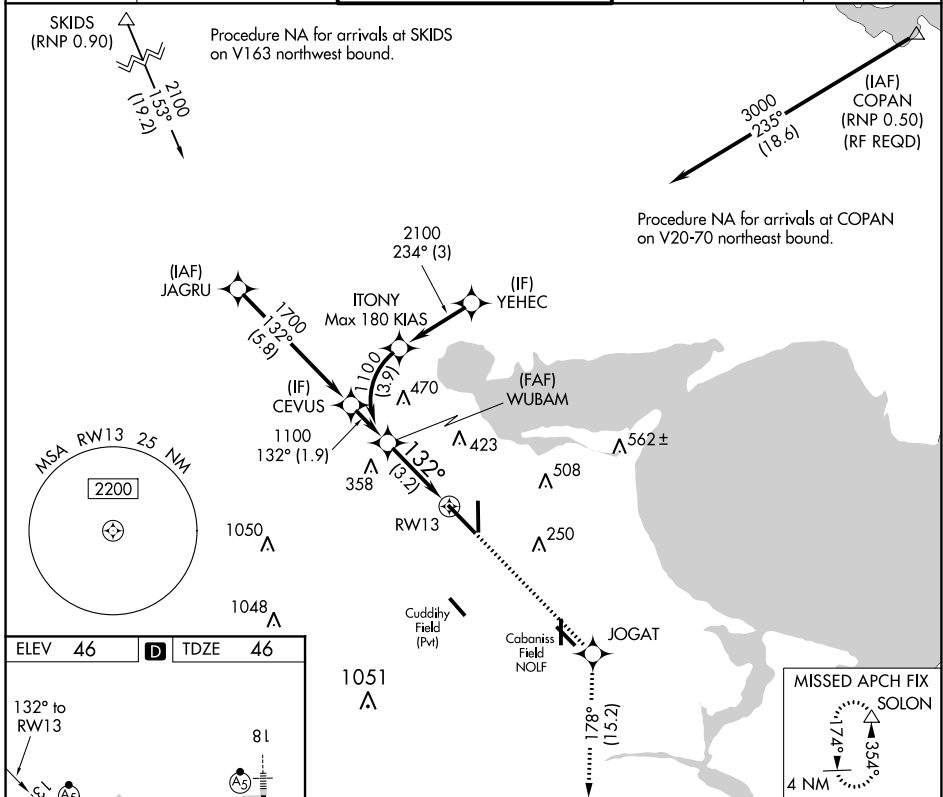 SKIDS
(RNP 0.90)
Procedure NA for arrivals at SKIDS
on V163 northwest bound.
2100
153°
(19.2)
(IAF)
COPAN
(RNP 0.50)
(RF REQD)
3000
235°
(18.6)
Procedure NA for arrivals at COPAN
on V20-70 northeast bound.
2100
234° (3)
(IAF)
JAGRU
ITONY
Max 180 KIAS
(IF)
YEHEC
1700
132°
(5.8)
1100
(3.9)
(IF)
CEVUS
470
(FAF)
WUBAM
1100
132° (1.9)
423
562±
132°
(3.2)
358
508
MSA RW13 25 NM
2200
RW13
1050
250
1048
Cuddihy
Field
(Pvt)
Cabaniss
Field
NOLF
JOGAT
ELEV 46
D
TDZE 46
1051
178°
(15.2)
MISSED APCH FIX
SOLON
174°
354°
4 NM
132° to
RW13
18
13
A5
A5